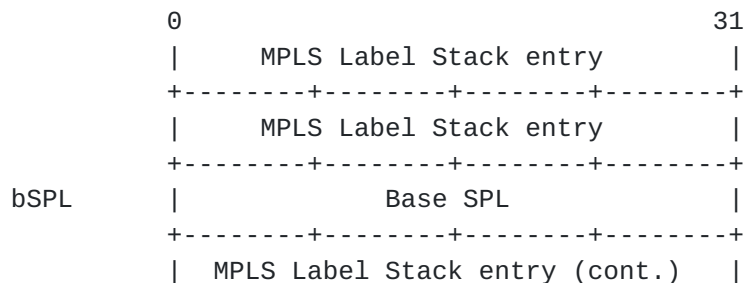 0                                 31
|     MPLS Label Stack entry        |
+--------+--------+--------+--------+
|     MPLS Label Stack entry        |
+--------+--------+--------+--------+
bSPL      |             Base SPL              |
+--------+--------+--------+--------+
|  MPLS Label Stack entry (cont.)   |